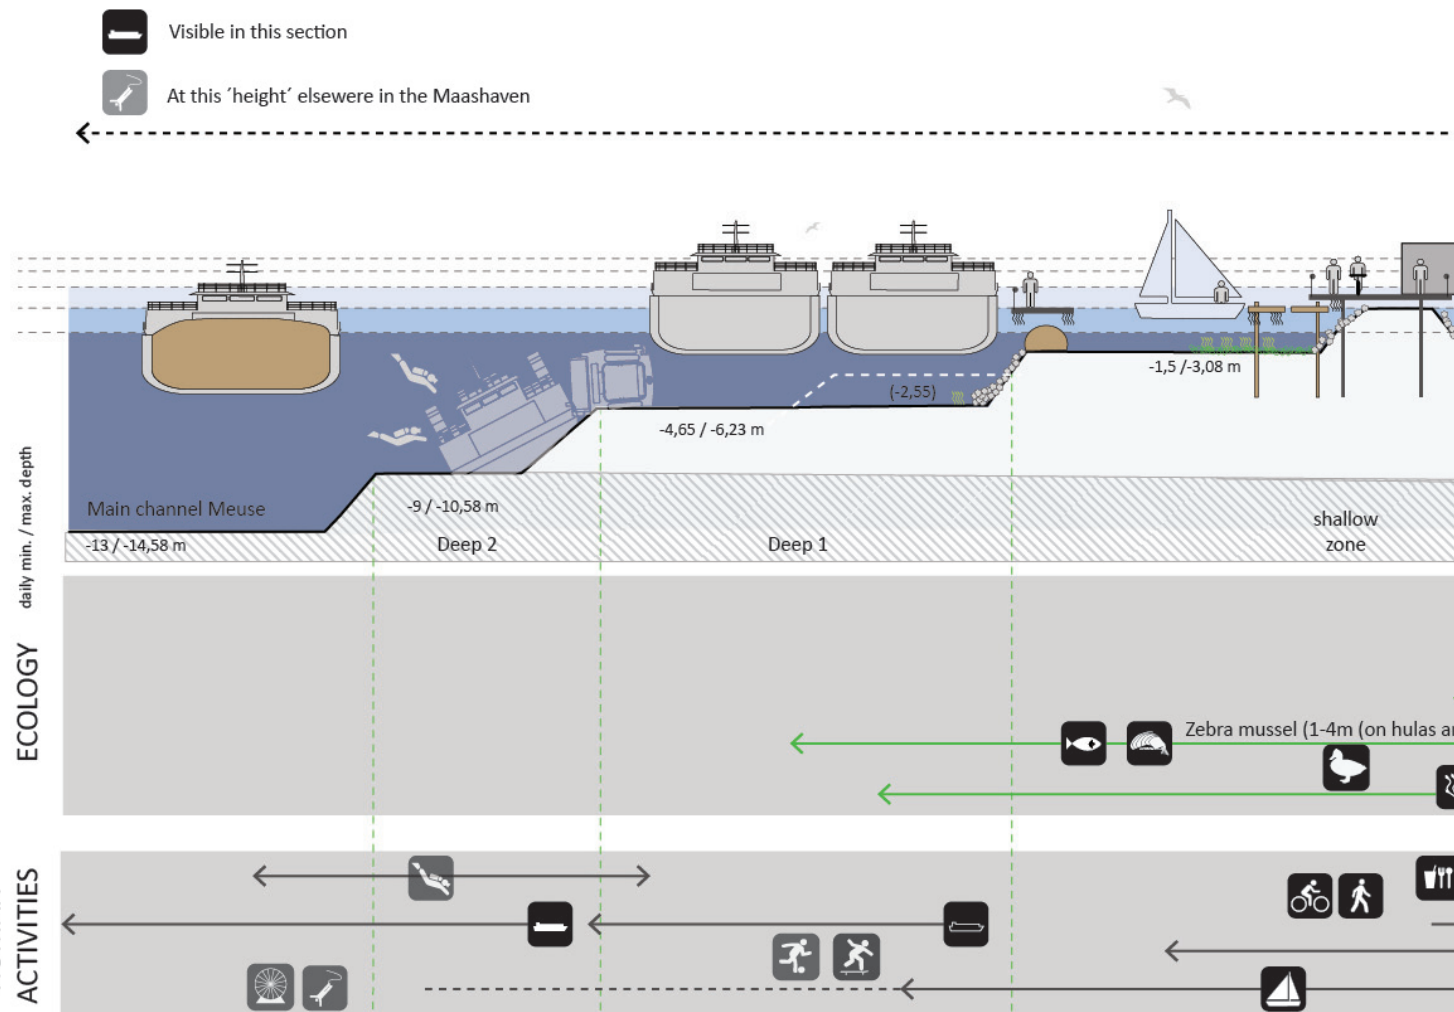 Visible in this section
At this ´height´ elsewere in the Maashaven
(-2,55)
-1,5 /-3,08 m
-4,65 / -6,23 m
Main channel Meuse
-9 / -10,58 m
shallow
zone
-13 / -14,58 m
Deep 2
Deep 1
daily min. / max. depth
ECOLOGY
Zebra mussel (1-4m (on hulas a
ACTIVITIES